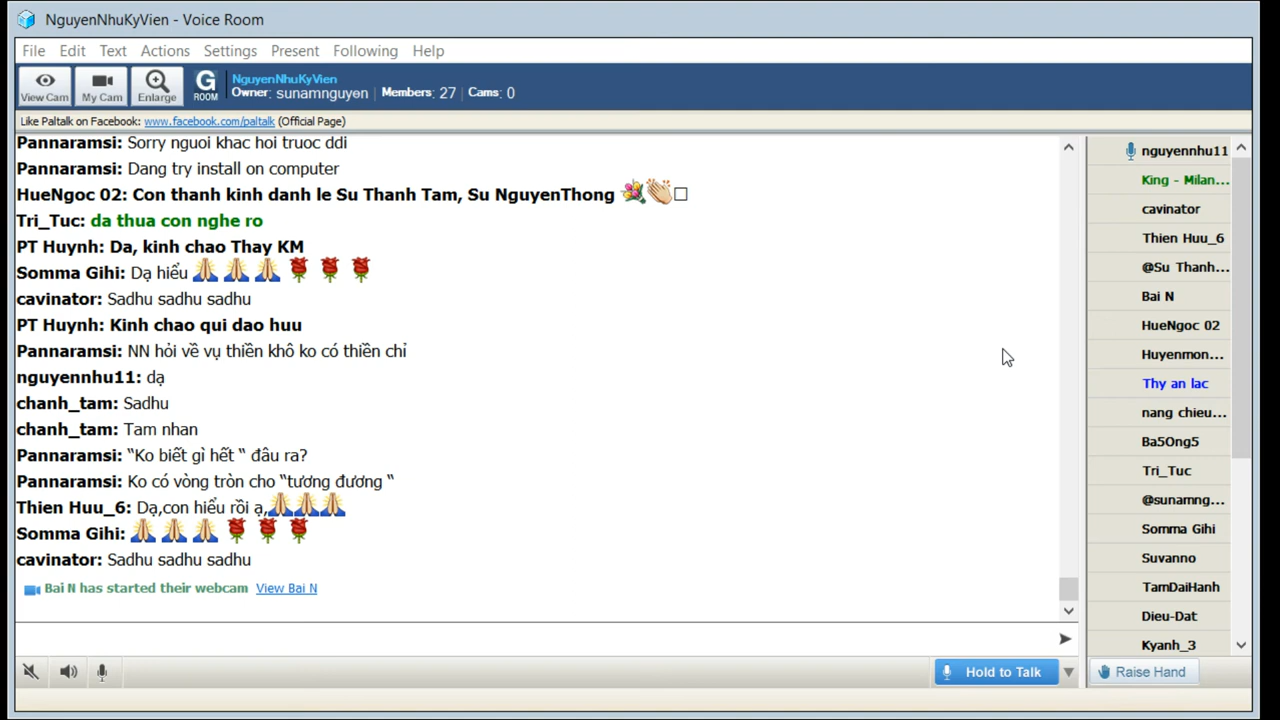 NguyenNhuKyVien - Voice Room
File Edit Text Actions Settings Present Following Help
View Cam My Cam Enlarge G ROOM NguyenNhuKyVien
Owner: sunamnguyen Members: 27 Cams: 0
Like Paltalk on Facebook: www.facebook.com/paltalk (Official Page)
Pannaramsi: Sorry nguoi khac hoi truoc ddi
Pannaramsi: Dang try install on computer
HueNgoc 02: Con thanh kinh danh le Su Thanh Tam, Su NguyenThong
Tri_Tuc: da thua con nghe ro
PT Huynh: Da, kinh chao Thay KM
Somma Gihi: Dạ hiểu
cavinator: Sadhu sadhu sadhu
PT Huynh: Kinh chao qui dao huu
Pannaramsi: NN hỏi về vụ thiền khô ko có thiền chỉ
nguyennhu11: dạ
chanh_tam: Sadhu
chanh_tam: Tam nhan
Pannaramsi: “Ko biết gì hết “ đâu ra?
Pannaramsi: Ko có vòng tròn cho “tương đương “
Thien Huu_6: Dạ,con hiểu rồi ạ,
Somma Gihi:
cavinator: Sadhu sadhu sadhu
Bai N has started their webcam View Bai N
Hold to Talk
nguyennhu11
King - Milan...
cavinator
Thien Huu_6
@Su Thanh...
Bai N
HueNgoc 02
Huyenmon...
Thy an lac
nang chieu...
Ba5Ong5
Tri_Tuc
@sunamng...
Somma Gihi
Suvanno
TamDaiHanh
Dieu-Dat
Kyanh_3
Raise Hand